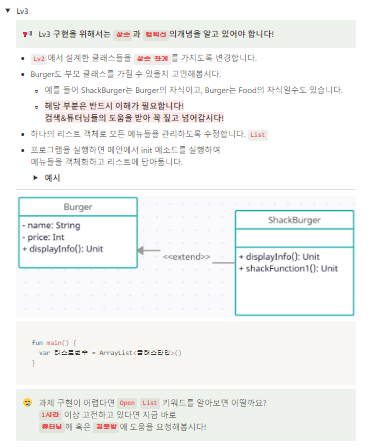 Lv3
Lv3 구현을 위해서는 상속 과 컬렉션 의개념을 알고 있어야 합니다!
Lv2 에서 설계한 클래스들을 상속 관계 를 가지도록 변경합니다.
Burger도 부모 클래스를 가질 수 있을지 고민해봅시다.
예를 들어 ShackBurger는 Burger의 자식이고, Burger는 Food의 자식일수도 있습니다.
해당 부분은 반드시 이해가 필요합니다!
검색&튜터님들의 도움을 받아 꼭 짚고 넘어갑시다!
하나의 리스트 객체로 모든 메뉴들을 관리하도록 수정합니다. List
프로그램을 실행하면 메인에서 init 메소드를 실행하여
메뉴들을 객체화하고 리스트에 담아둡니다.
예시
Burger
- name: String
- price: Int
+ displayInfo(): Unit
<<extend>>
ShackBurger
+ displayInfo(): Unit
+ shackFunction1(): Unit
fun main() {
var 리스트변수 = ArrayList<클래스타입>()
}
과제 구현이 어렵다면 Open List 키워드를 알아보면 어떨까요?
1시간 이상 고전하고 있다면 지금 바로
튜터님 께 혹은 질문방 에 도움을 요청해봅시다!